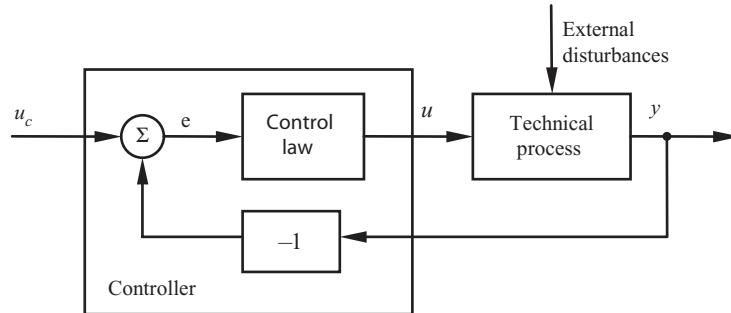 External
disturbances
u_c
Σ
e
Control
law
u
Technical
process
y
–1
Controller